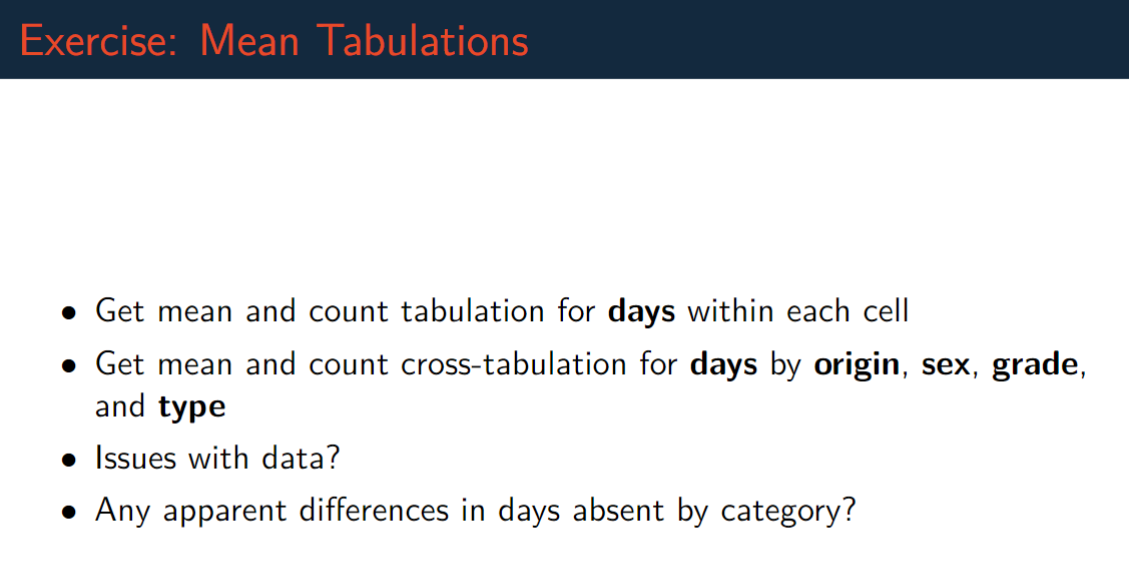 Exercise: Mean Tabulations
• Get mean and count tabulation for days within each cell
• Get mean and count cross-tabulation for days by origin, sex, grade,
and type
• Issues with data?
• Any apparent differences in days absent by category?